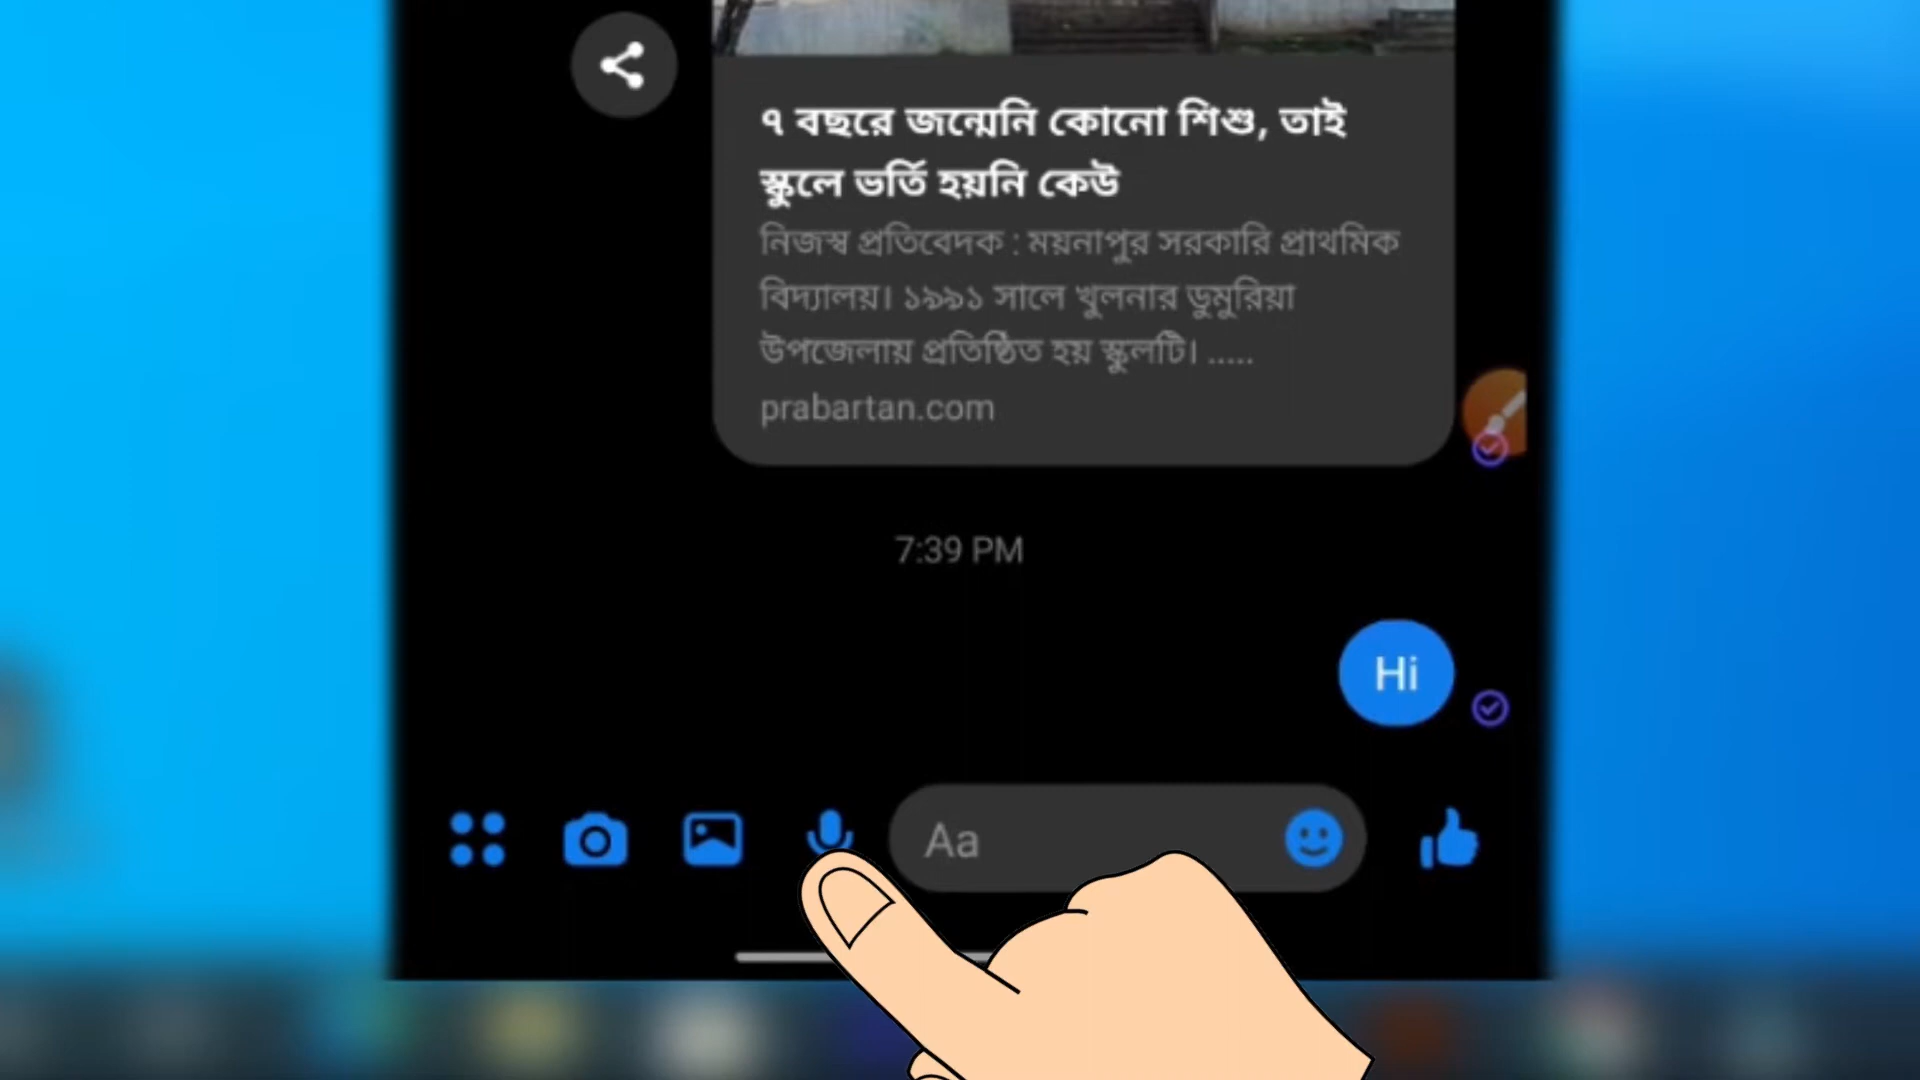 ৭ বছরে জন্মেনি কোনো শিশু, তাই
স্কুলে ভর্তি হয়নি কেউ
নিজস্ব প্রতিবেদক : ময়নাপুর সরকারি প্রাথমিক
বিদ্যালয়। ১৯৯১ সালে খুলনার ডুমুরিয়া
উপজেলায় প্রতিষ্ঠিত হয় স্কুলটি। .....
prabartan.com
7:39 PM
Hi
Aa